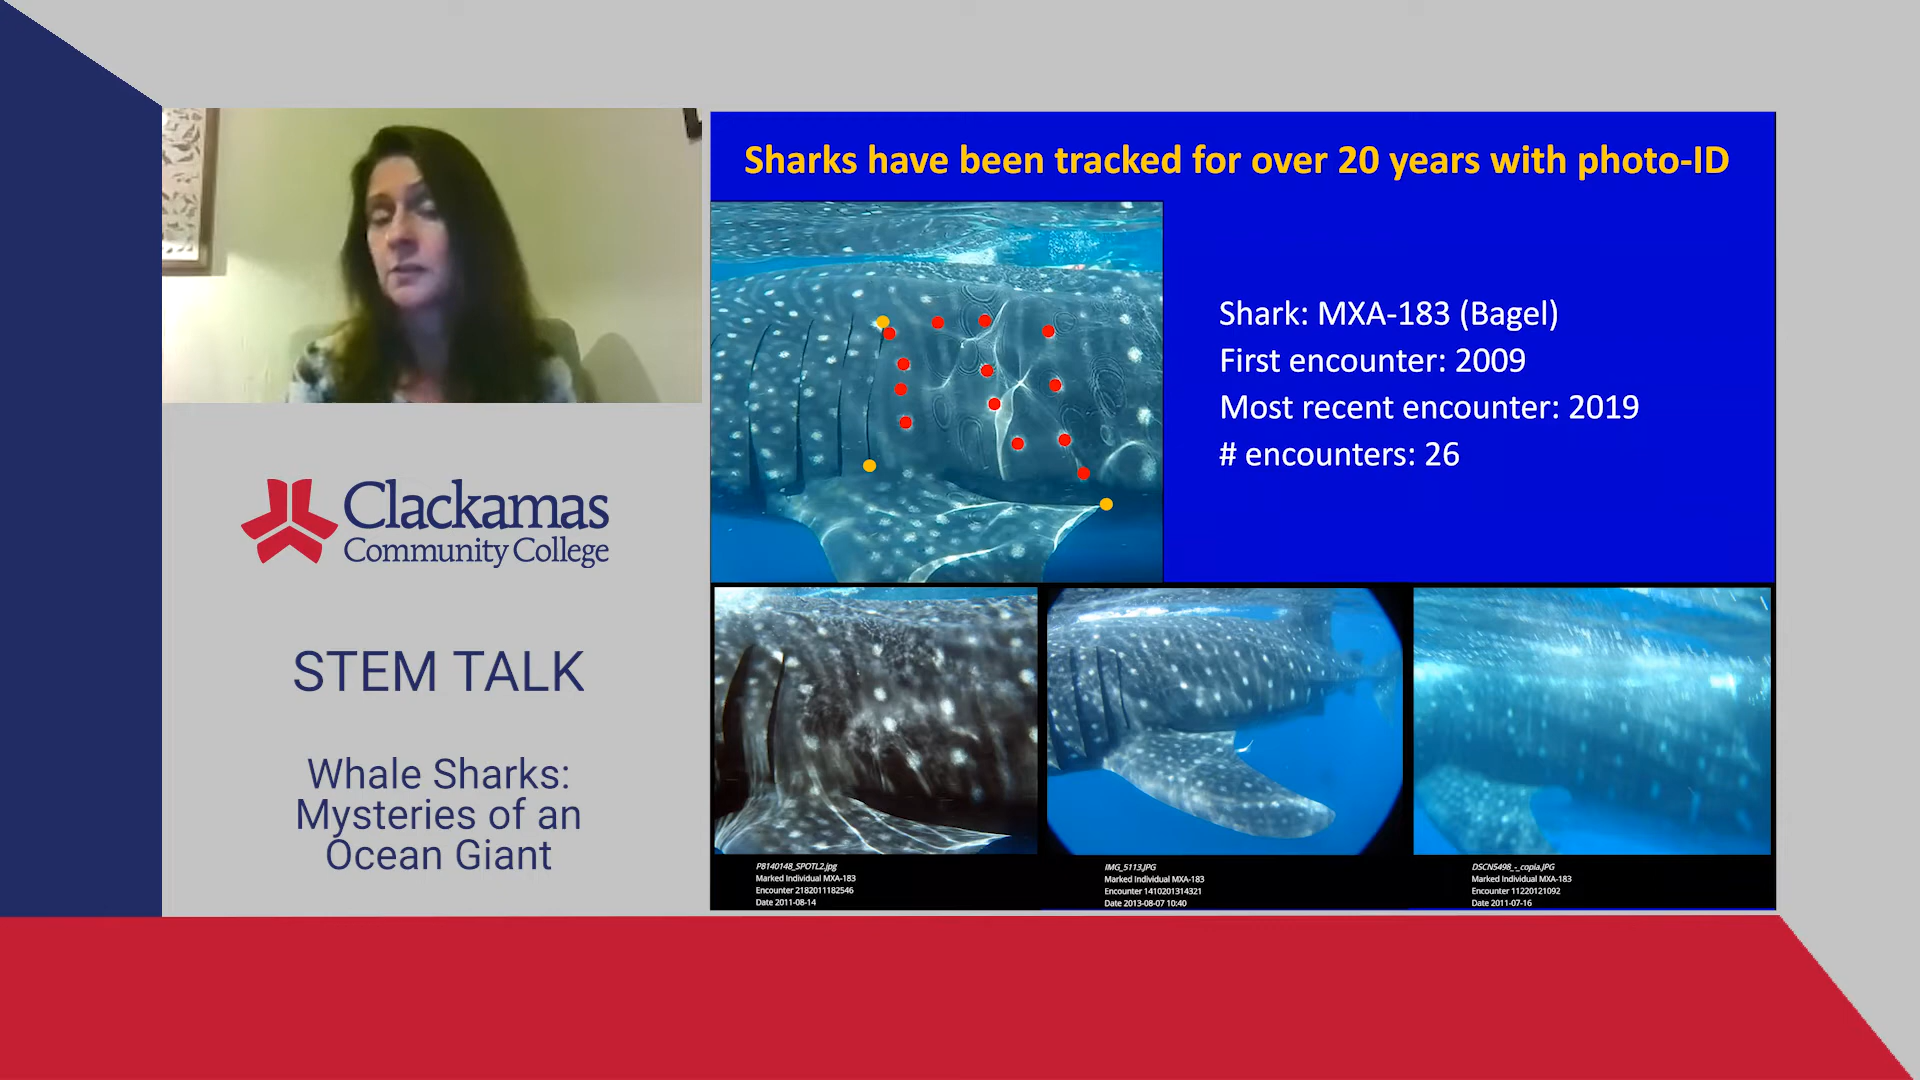 Sharks have been tracked for over 20 years with photo-ID
Shark: MXA-183 (Bagel)
First encounter: 2009
Most recent encounter: 2019
# encounters: 26
Clackamas
Community College
STEM TALK
Whale Sharks:
Mysteries of an
Ocean Giant
P8140148_SPOTL2.jpg
Marked Individual MXA-183
Encounter 2182011182546
Date 2011-08-14
IMG_5113.JPG
Marked Individual MXA-183
Encounter 1410201314321
Date 2013-08-07 10:40
DSCN5498_-_copia.JPG
Marked Individual MXA-183
Encounter 11220121092
Date 2011-07-16